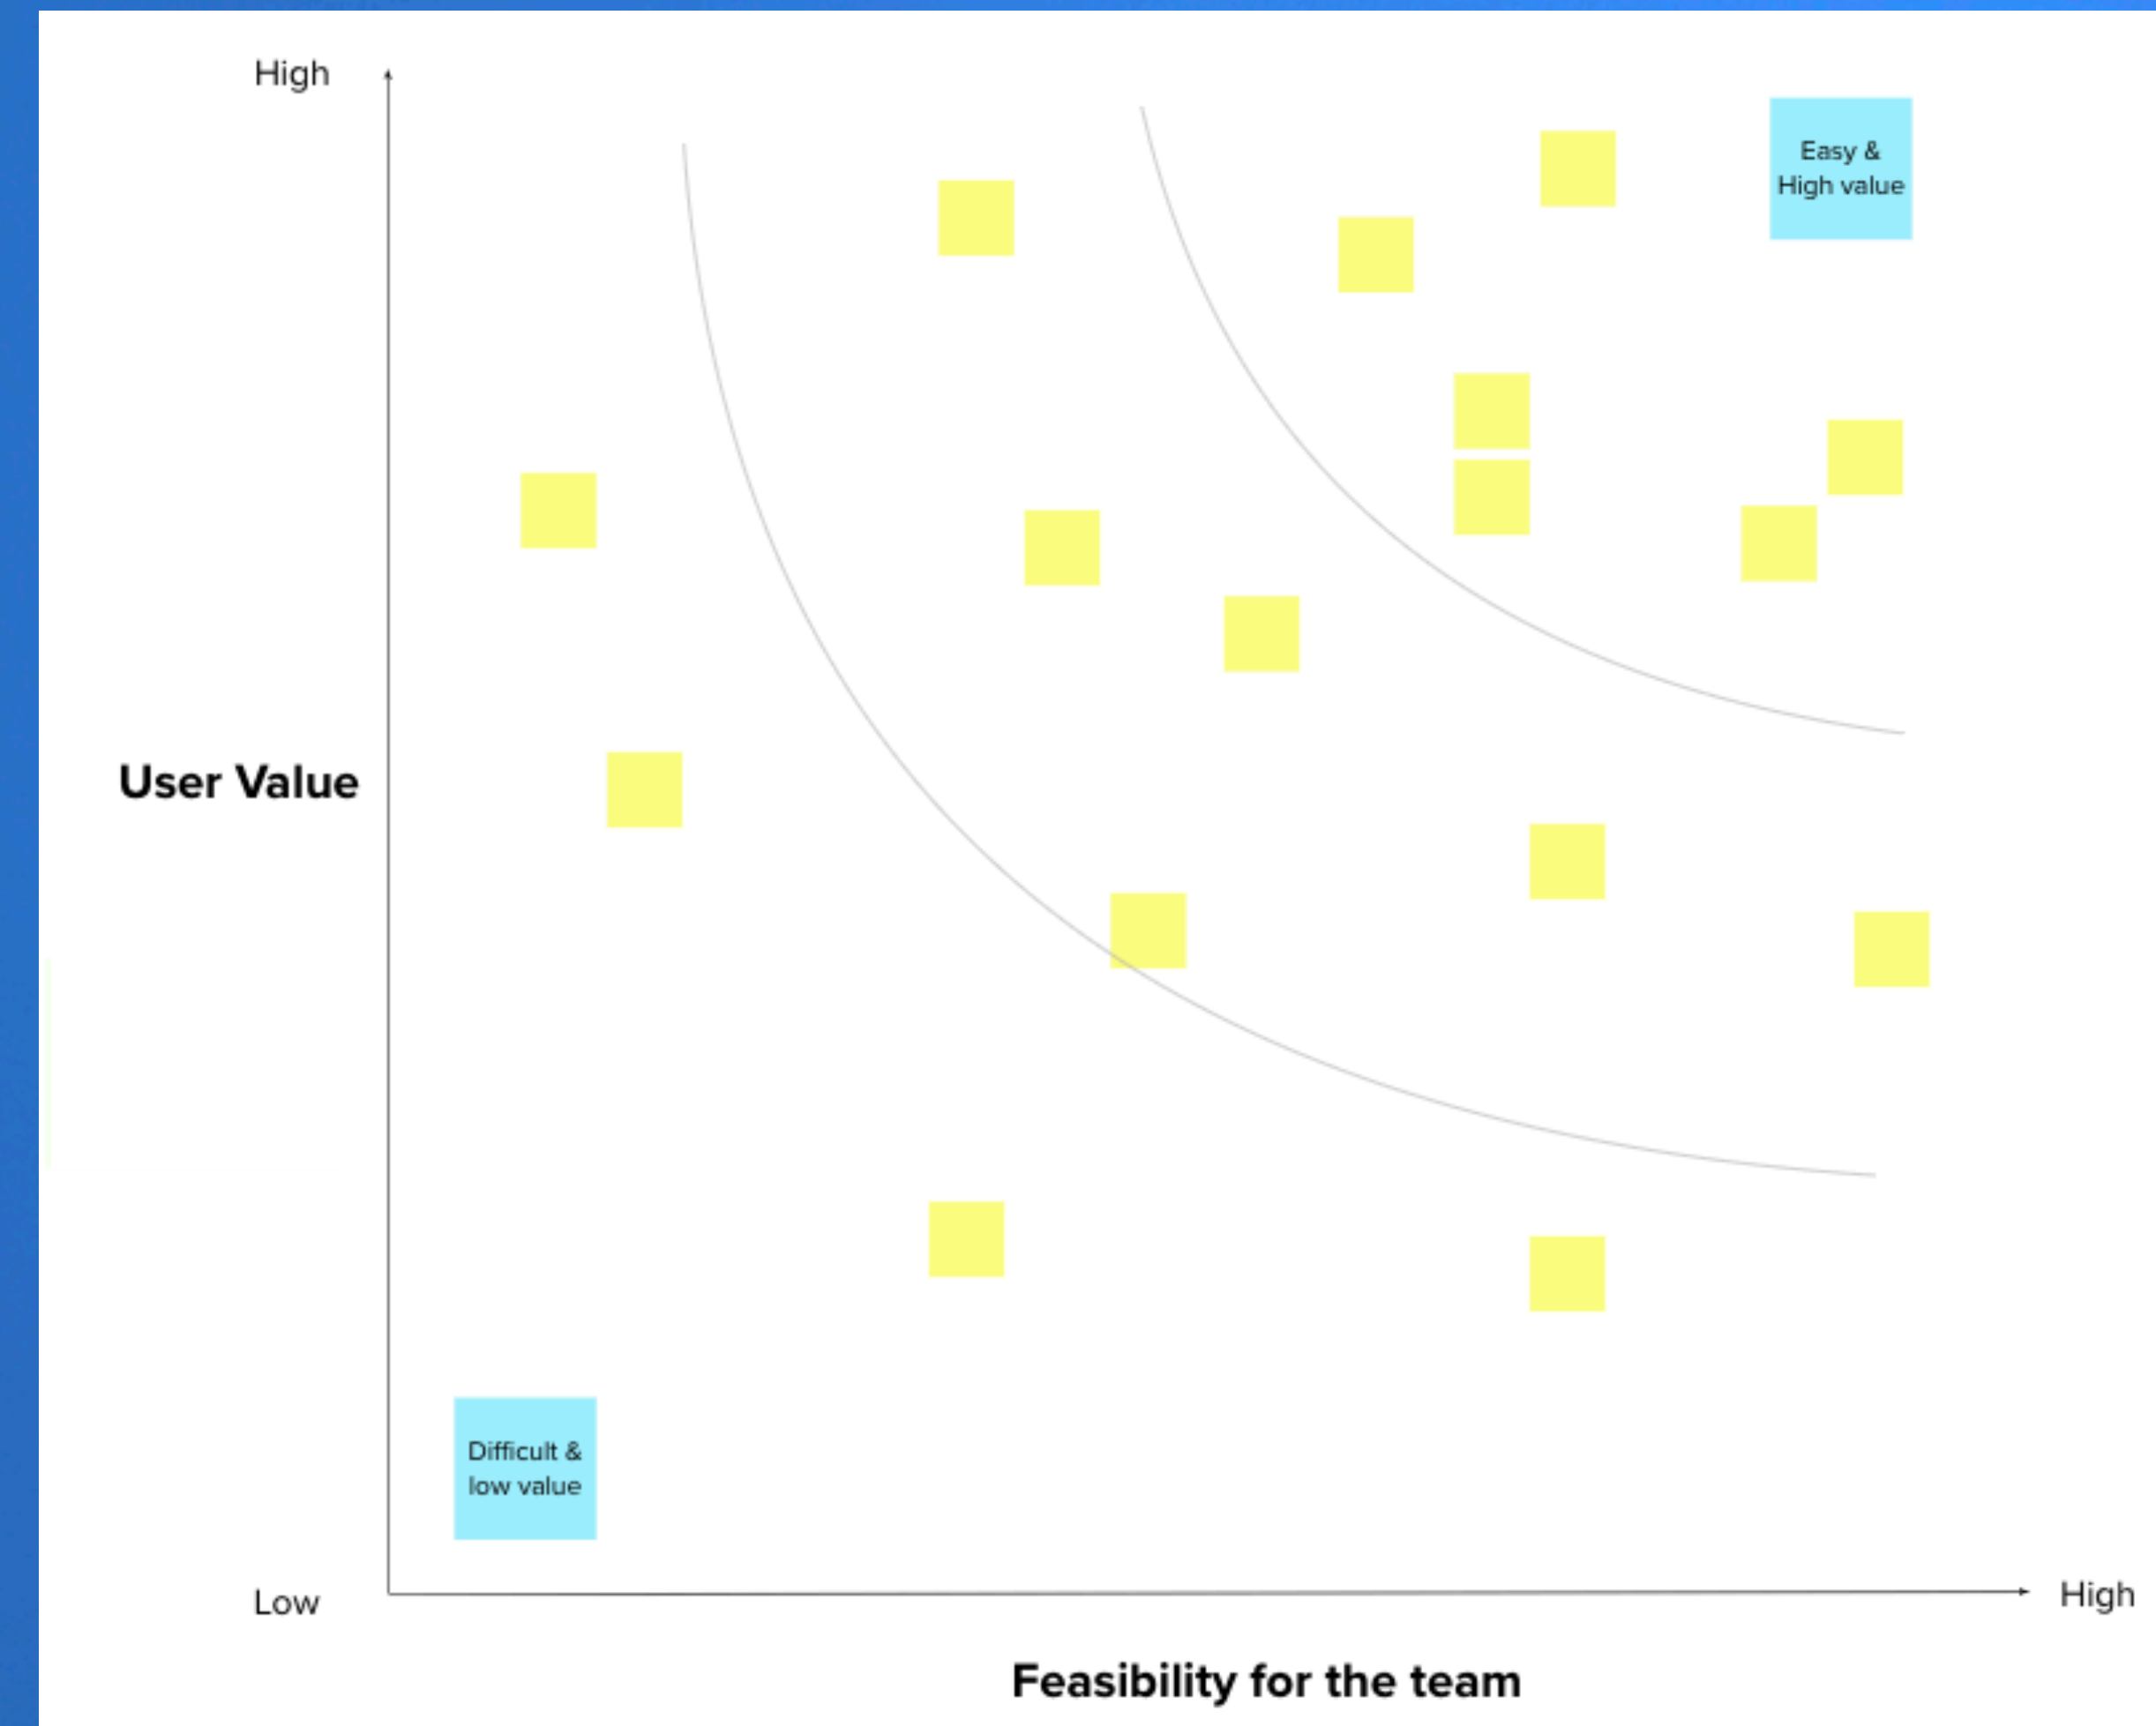 High
Easy &
High value
User Value
Difficult &
low value
Low
High
Feasibility for the team